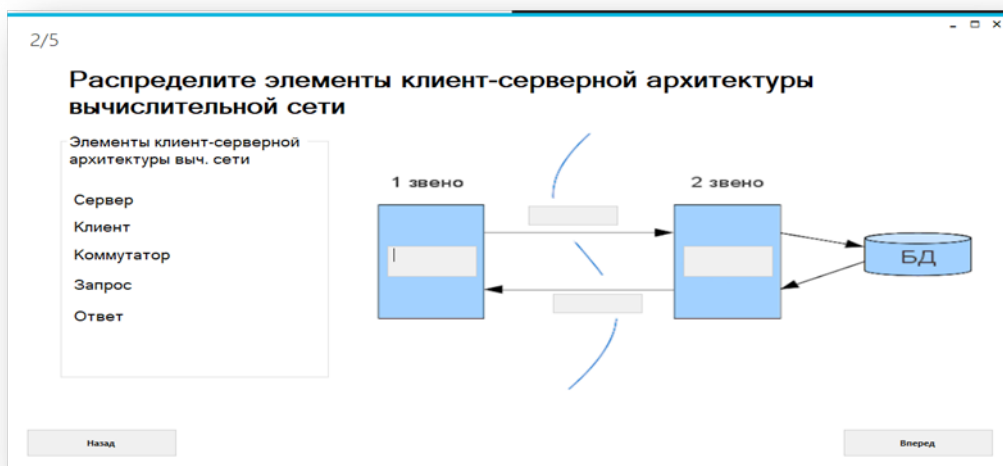 2/5
Распределите элементы клиент-серверной архитектуры
вычислительной сети
Элементы клиент-серверной
архитектуры выч. сети
Сервер
Клиент
Коммутатор
Запрос
Ответ
1 звено
2 звено
БД
Назад
Вперед